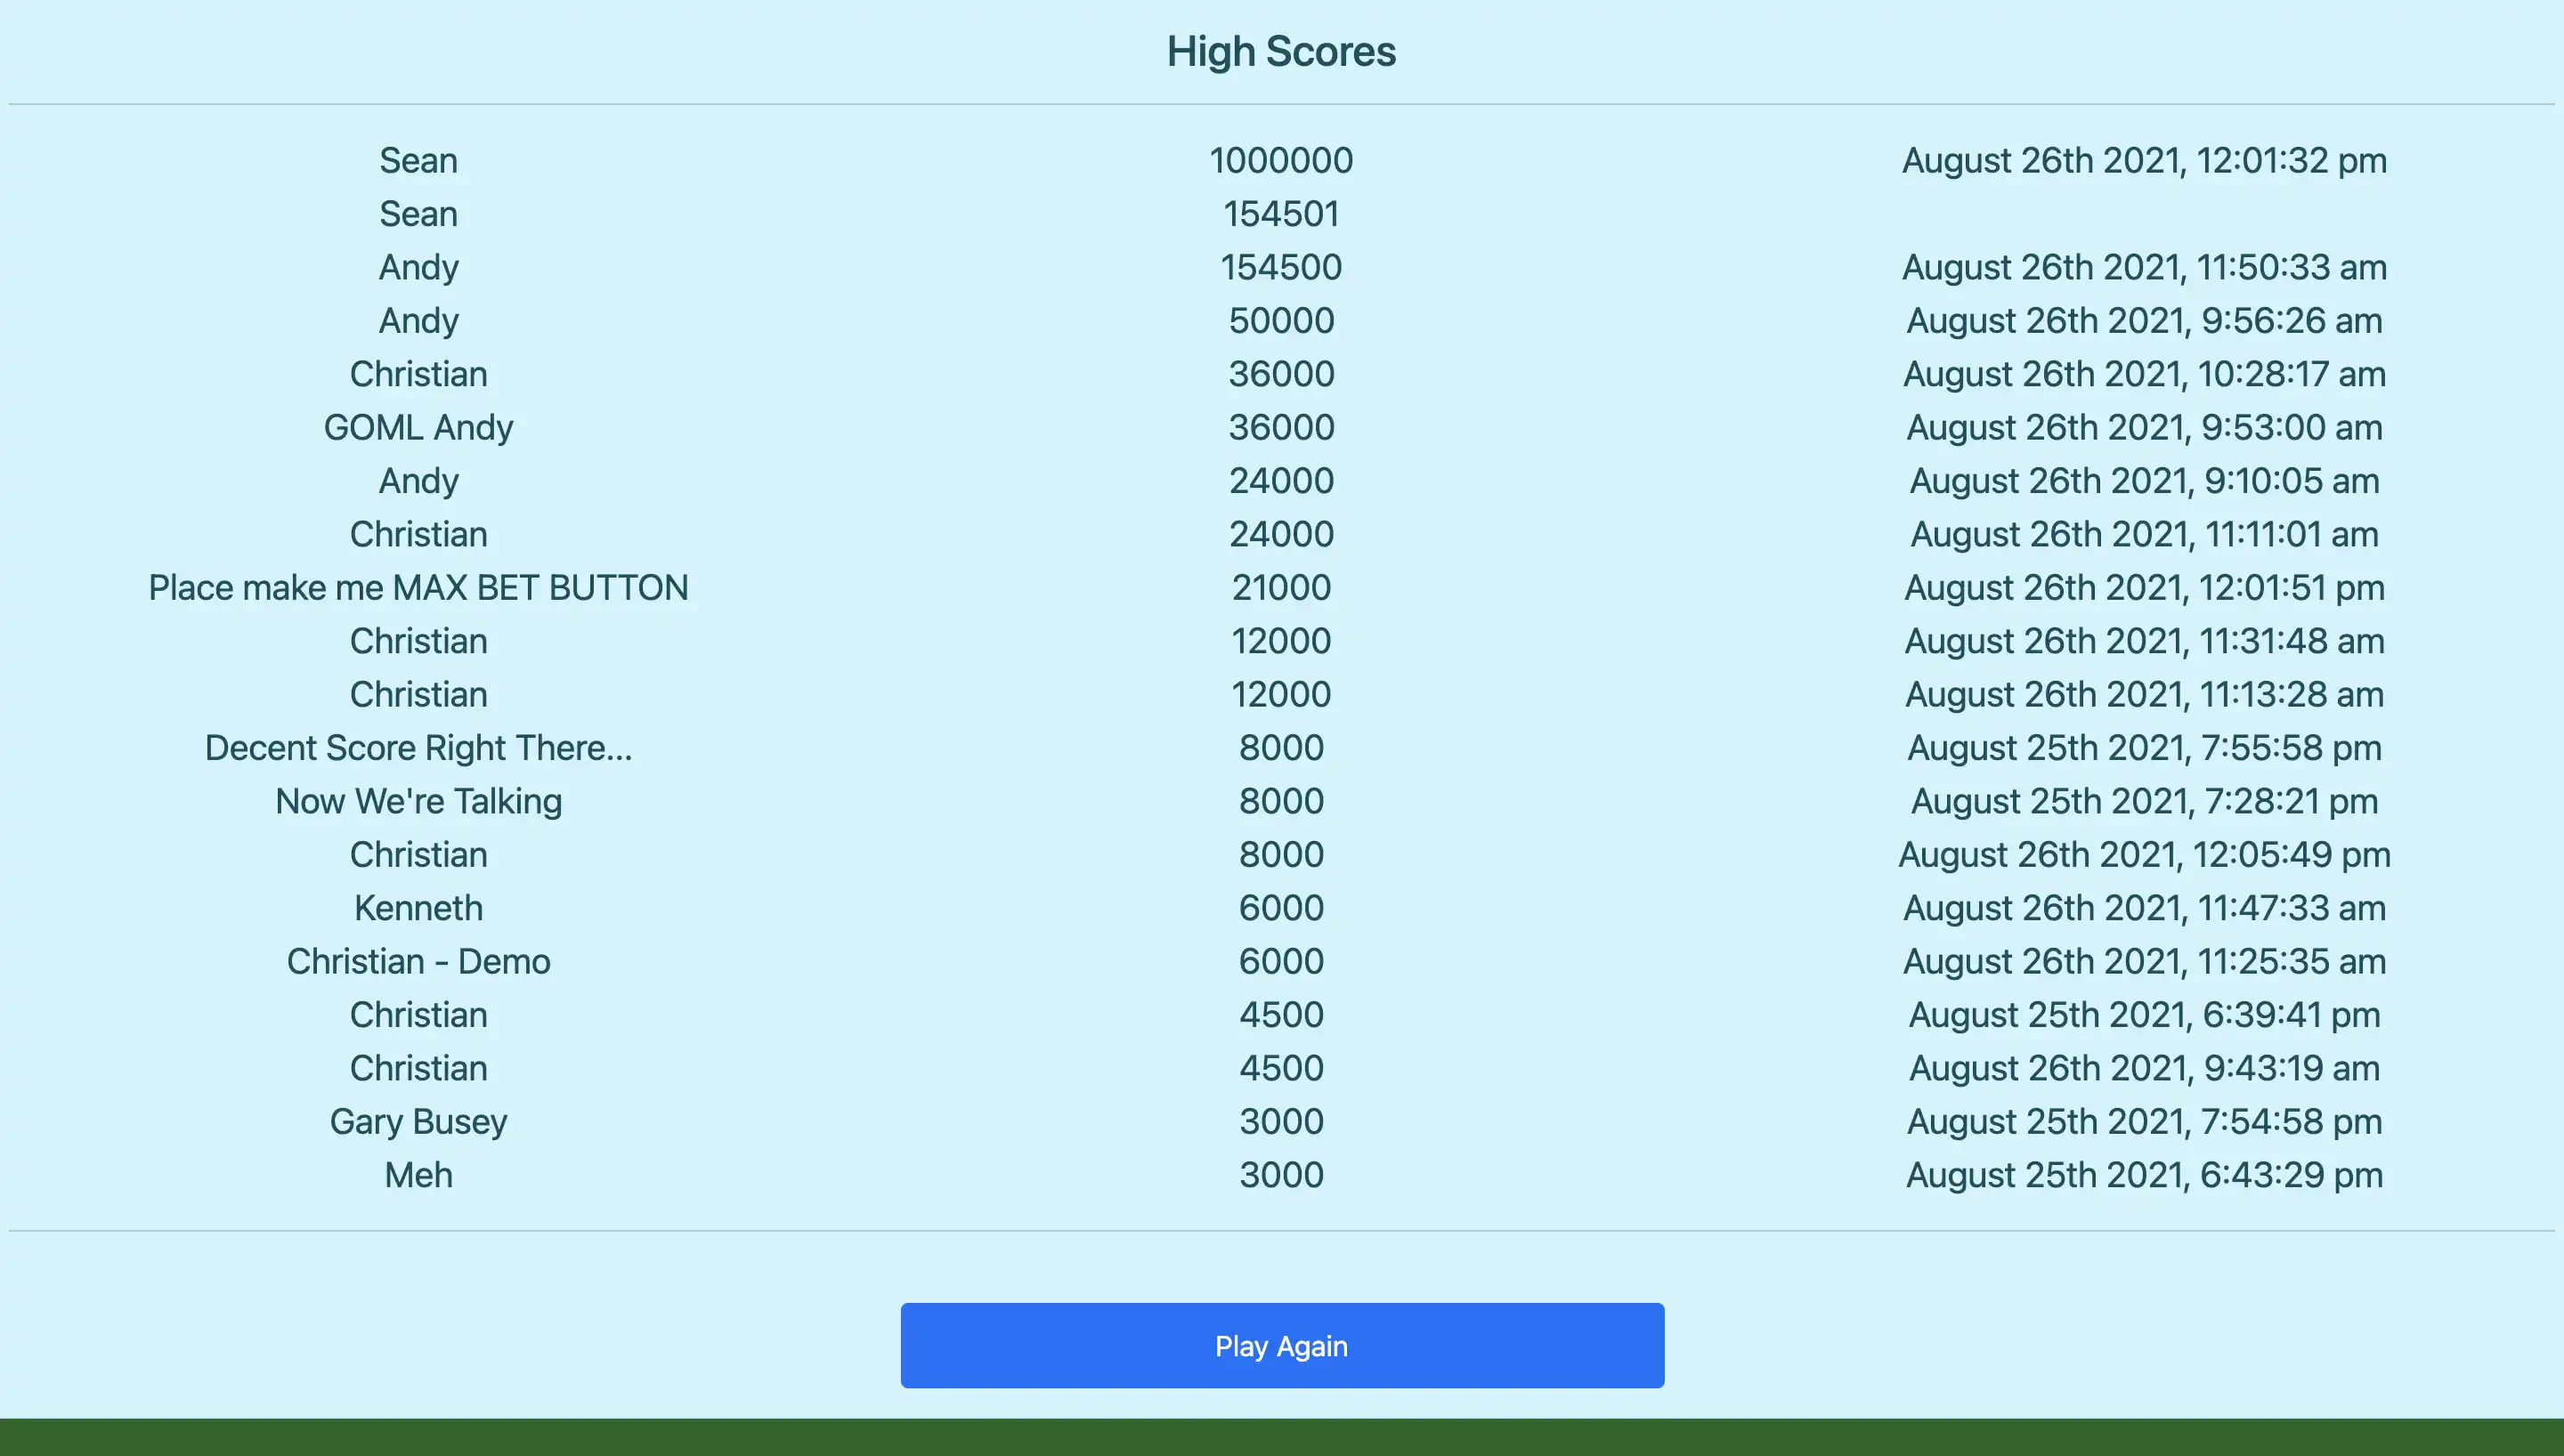 High Scores
Sean 1000000 August 26th 2021, 12:01:32 pm
Sean 154501
Andy 154500 August 26th 2021, 11:50:33 am
Andy 50000 August 26th 2021, 9:56:26 am
Christian 36000 August 26th 2021, 10:28:17 am
GOML Andy 36000 August 26th 2021, 9:53:00 am
Andy 24000 August 26th 2021, 9:10:05 am
Christian 24000 August 26th 2021, 11:11:01 am
Place make me MAX BET BUTTON 21000 August 26th 2021, 12:01:51 pm
Christian 12000 August 26th 2021, 11:31:48 am
Christian 12000 August 26th 2021, 11:13:28 am
Decent Score Right There... 8000 August 25th 2021, 7:55:58 pm
Now We're Talking 8000 August 25th 2021, 7:28:21 pm
Christian 8000 August 26th 2021, 12:05:49 pm
Kenneth 6000 August 26th 2021, 11:47:33 am
Christian - Demo 6000 August 26th 2021, 11:25:35 am
Christian 4500 August 25th 2021, 6:39:41 pm
Christian 4500 August 26th 2021, 9:43:19 am
Gary Busey 3000 August 25th 2021, 7:54:58 pm
Meh 3000 August 25th 2021, 6:43:29 pm
Play Again